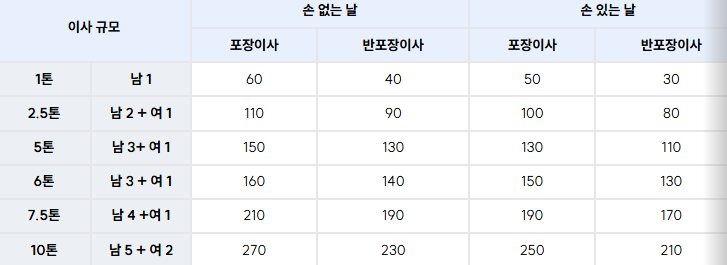 이사 규모 손 없는 날 손 있는 날
포장이사 반포장이사 포장이사 반포장이사
1톤 남 1 60 40 50 30
2.5톤 남 2 + 여 1 110 90 100 80
5톤 남 3+ 여 1 150 130 130 110
6톤 남 3 + 여 1 160 140 150 130
7.5톤 남 4 +여 1 210 190 190 170
10톤 남 5 + 여 2 270 230 250 210